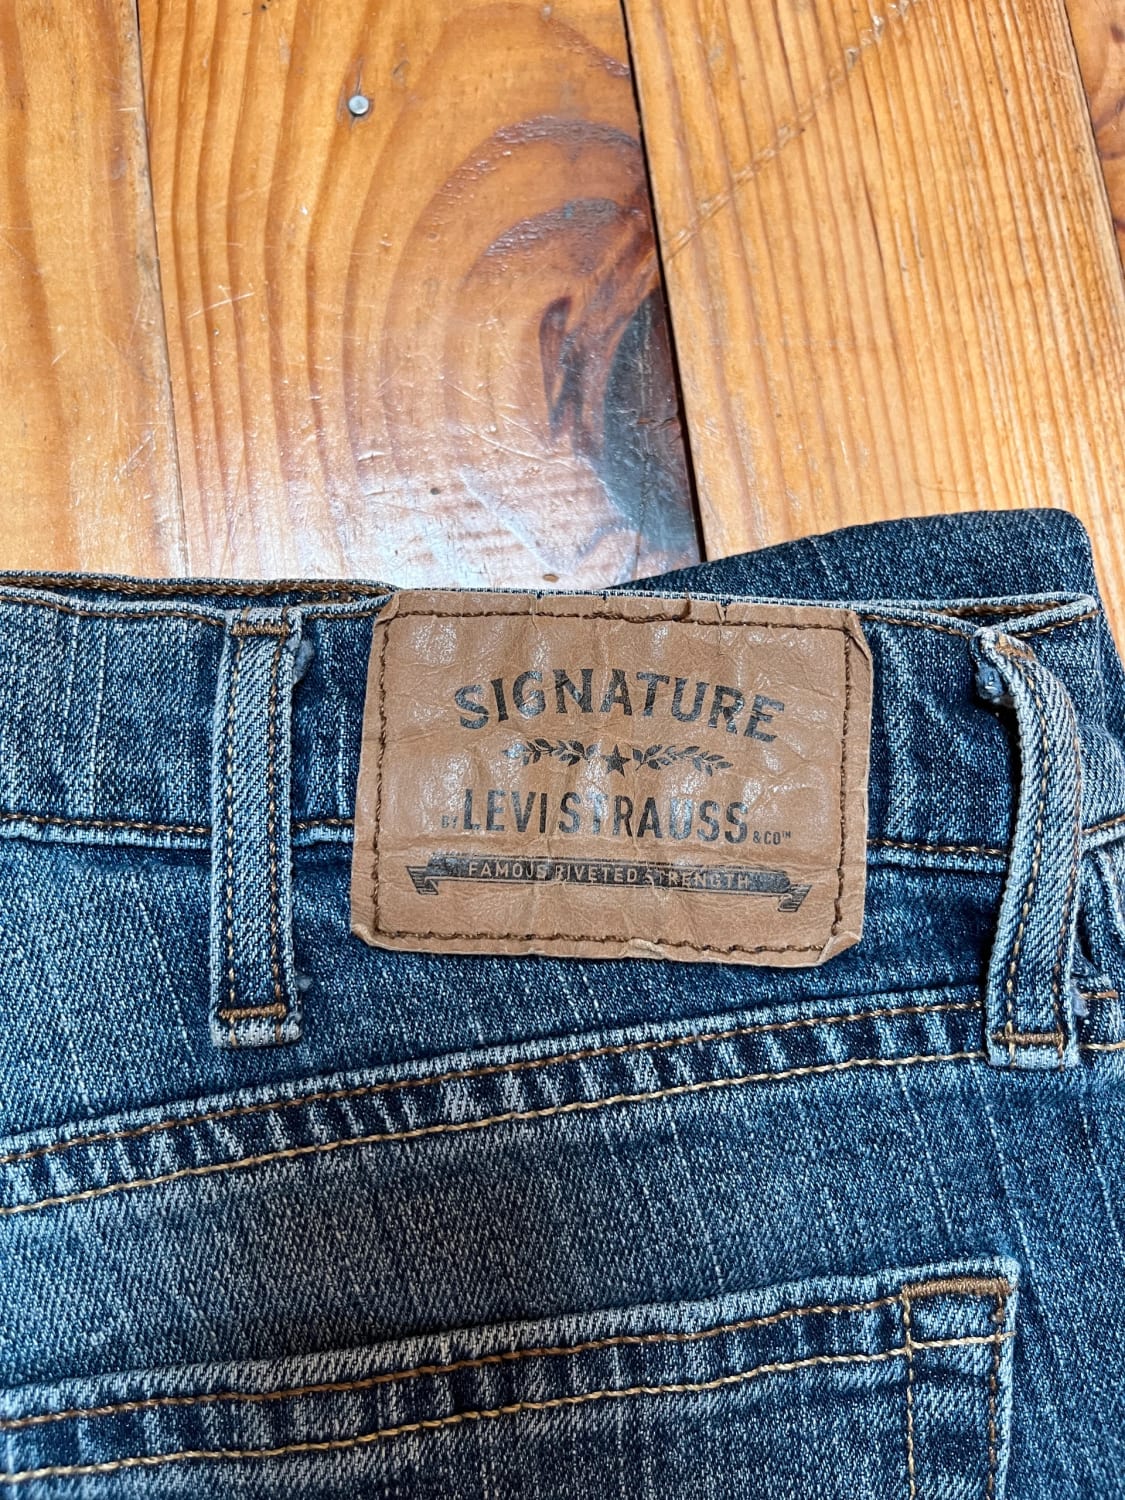 SIGNATURE
BY LEVI STRAUSS & CO™
FAMOUS RIVETED STRENGTH